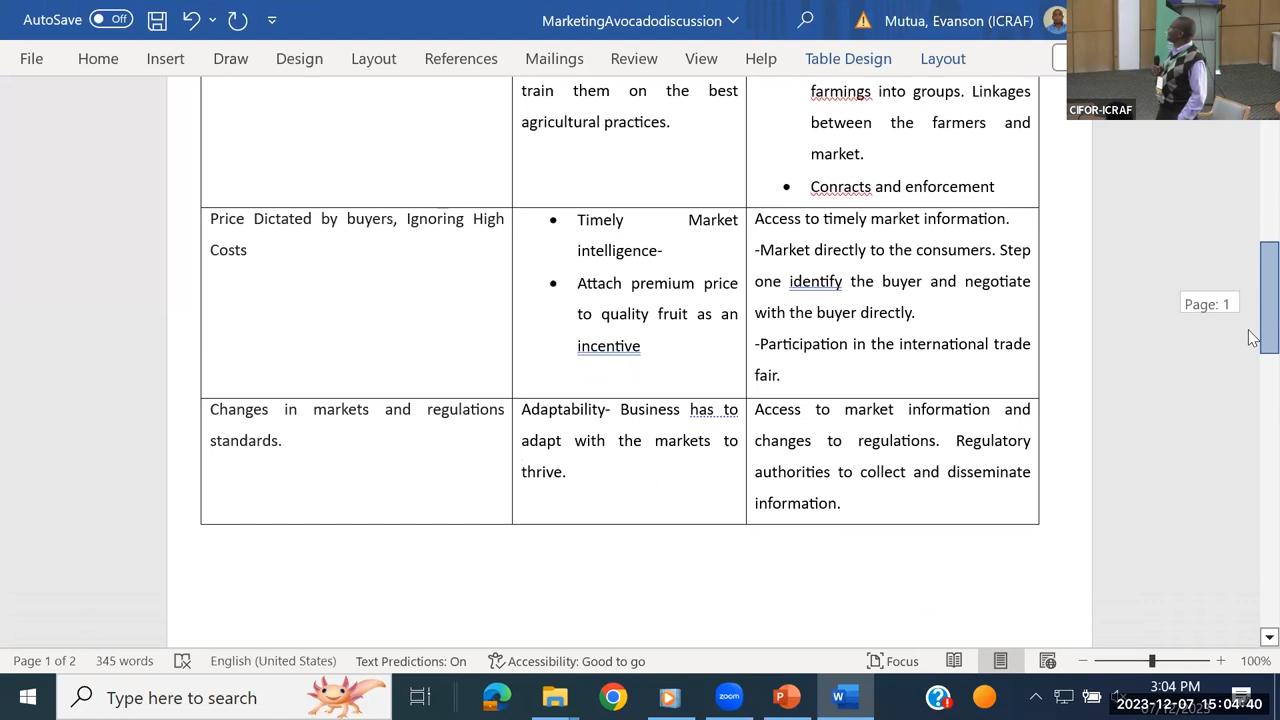 AutoSave Off MarketingAvocadodiscussion Mutua, Evanson (ICRAF)
File Home Insert Draw Design Layout References Mailings Review View Help Table Design Layout
CIFOR-ICRAF
train them on the best
agricultural practices.
farmings into groups. Linkages
between the farmers and
market.
• Conracts and enforcement
Price Dictated by buyers, Ignoring High
Costs
• Timely Market
intelligence-
• Attach premium price
to quality fruit as an
incentive
Access to timely market information.
-Market directly to the consumers. Step
one identify the buyer and negotiate
with the buyer directly.
-Participation in the international trade
fair.
Changes in markets and regulations
standards.
Adaptability- Business has to
adapt with the markets to
thrive.
Access to market information and
changes to regulations. Regulatory
authorities to collect and disseminate
information.
Page: 1
Page 1 of 2 345 words English (United States) Text Predictions: On Accessibility: Good to go Focus 100%
Type here to search
3:04 PM
2023-12-07 15:04:40